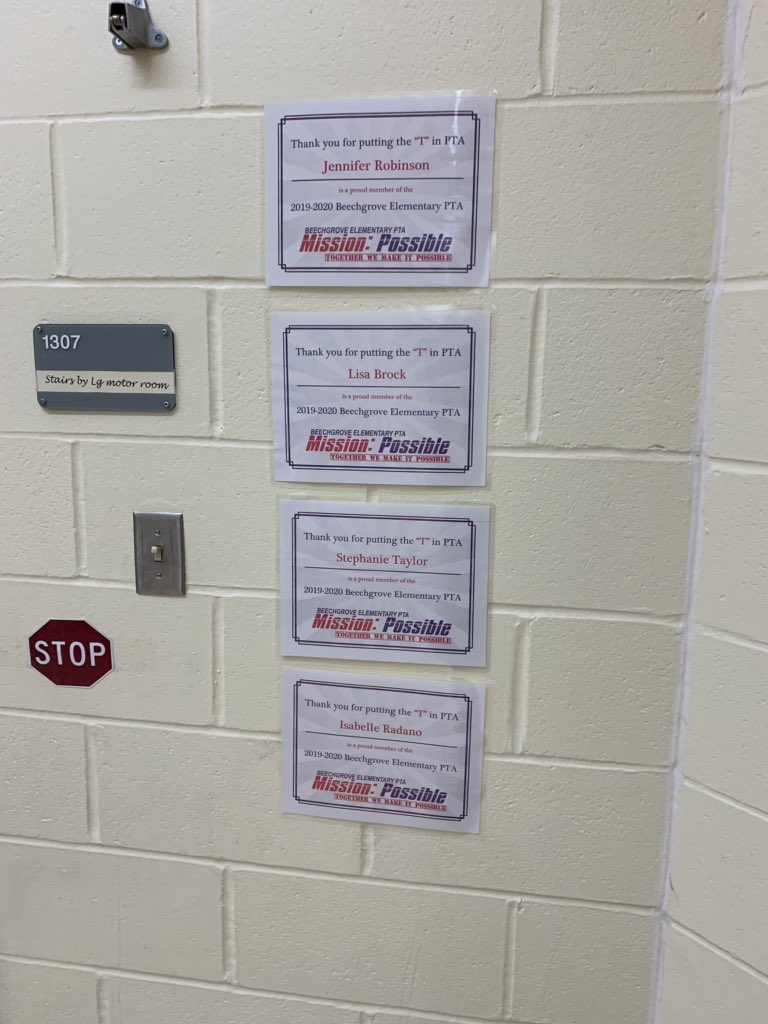 Thank you for putting the "T" in PTA
Jennifer Robinson
is a proud member of the
2019-2020 Beechgrove Elementary PTA
BEECHGROVE ELEMENTARY PTA
Mission: Possible
TOGETHER WE MAKE IT POSSIBLE
1307
Stairs by Lg motor room
Thank you for putting the "T" in PTA
Lisa Brock
is a proud member of the
2019-2020 Beechgrove Elementary PTA
BEECHGROVE ELEMENTARY PTA
Mission: Possible
TOGETHER WE MAKE IT POSSIBLE
Thank you for putting the "T" in PTA
Stephanie Taylor
is a proud member of the
2019-2020 Beechgrove Elementary PTA
BEECHGROVE ELEMENTARY PTA
Mission: Possible
TOGETHER WE MAKE IT POSSIBLE
STOP
Thank you for putting the "T" in PTA
Isabelle Radano
is a proud member of the
2019-2020 Beechgrove Elementary PTA
BEECHGROVE ELEMENTARY PTA
Mission: Possible
TOGETHER WE MAKE IT POSSIBLE